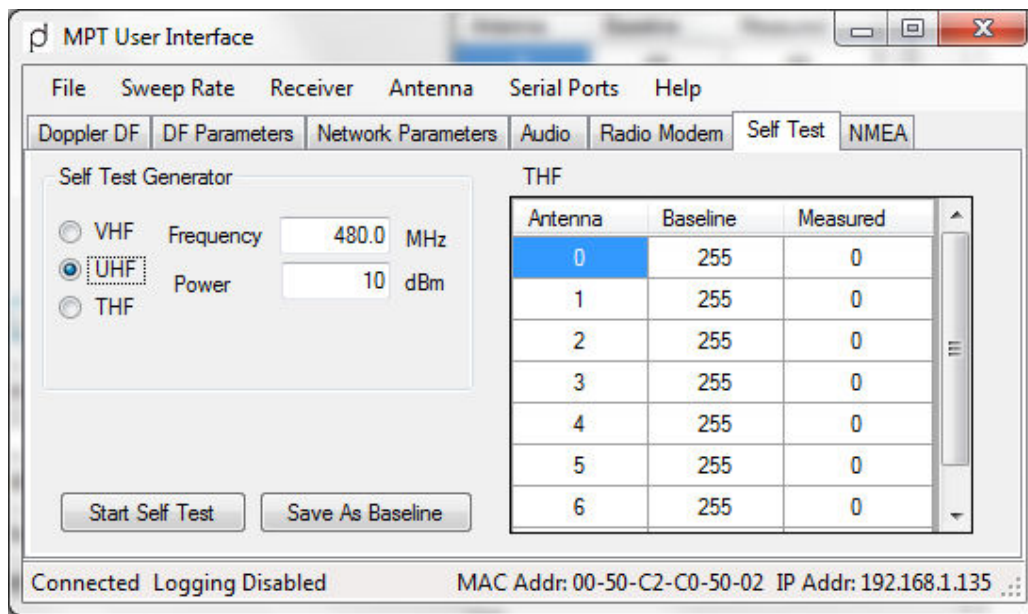 MPT User Interface
File Sweep Rate Receiver Antenna Serial Ports Help
Doppler DF DF Parameters Network Parameters Audio Radio Modem Self Test NMEA
Self Test Generator
VHF
UHF
THF
Frequency 480.0 MHz
Power 10 dBm
Start Self Test Save As Baseline
THF
Antenna Baseline Measured
0 255 0
1 255 0
2 255 0
3 255 0
4 255 0
5 255 0
6 255 0
Connected Logging Disabled MAC Addr: 00-50-C2-C0-50-02 IP Addr: 192.168.1.135